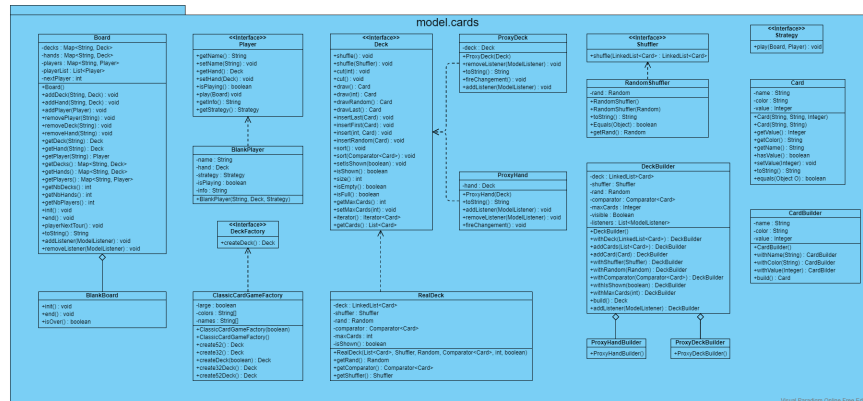 model.cards
Board
-decks : Map<String, Deck>
-hands : Map<String, Deck>
-players : Map<String, Player>
-playerList : List<Player>
-nextPlayer : int
+Board()
+addDeck(String, Deck) : void
+addHand(String, Deck) : void
+addPlayer(Player) : void
+removePlayer(String) : void
+removeDeck(String) : void
+removeHand(String) : void
+getDeck(String) : Deck
+getHand(String) : Deck
+getPlayer(String) : Player
+getDecks() : Map<String, Deck>
+getHands() : Map<String, Deck>
+getPlayers() : Map<String, Player>
+getNbDecks() : int
+getNbHands() : int
+getNbPlayers() : int
+init() : void
+end() : void
+playerNextTour() : void
+toString() : String
+addListener(ModelListener) : void
+removeListener(ModelListener) : void
BlankBoard
+init() : void
+end() : void
+isOver() : boolean
<<Interface>>
Player
+getName() : String
+setName(String) : void
+getHand() : Deck
+setHand(Deck) : void
+isPlaying() : boolean
+play(Board) void
+getInfo() : String
+getStrategy() : Strategy
BlankPlayer
-name : String
-hand : Deck
-strategy : Strategy
-isPlaying : boolean
-info : String
+BlankPlayer(String, Deck, Strategy)
<<Interface>>
DeckFactory
+createDeck() : Deck
ClassicCardGameFactory
-large : boolean
-colors : String[]
-names : String[]
+ClassicCardGameFactory(boolean)
+ClassicCardGameFactory()
+create52() : Deck
+create32() : Deck
+createDeck(boolean) : Deck
+create32Deck() : Deck
+create52Deck() : Deck
<<Interface>>
Deck
+shuffle() : void
+shuffle(Shuffler) : void
+cut(int) : void
+cut() : void
+draw() : Card
+draw(int) : Card
+drawRandom() : Card
+drawLast() : Card
+insertLast(Card) : void
+insertFirst(Card) : void
+insert(int, Card) : void
+insertRandom(Card) : void
+sort() : void
+sort(Comparator<Card>) : void
+setIsShown(boolean) : void
+isShown() : boolean
+size() : int
+isEmpty() : boolean
+isFull() : boolean
+getMaxCards() : int
+setMaxCards(int) : void
+iterator() : Iterator<Card>
+getCards() : List<Card>
RealDeck
-deck : LinkedList<Card>
-shuffler : Shuffler
-rand : Random
-comparator : Comparator<Card>
-maxCards : int
-isShown() : boolean
+RealDeck(List<Card>, Shuffler, Random, Comparator<Card>, int, boolean)
+getRand() : Random
+getComparator() : Comparator<Card>
+getShuffler() : Shuffler
ProxyDeck
-deck : Deck
+ProxyDeck(Deck)
+removeListener(ModelListener) : void
+toString() : String
+fireChangement() : void
+addListener(ModelListener) : void
ProxyHand
-hand : Deck
+ProxyHand(Deck)
+toString() : String
+addListener(ModelListener) : void
+removeListener(ModelListener) : void
+fireChangement() : void
<<Interface>>
Shuffler
+shuffle(LinkedList<Card>) : LinkedList<Card>
RandomShuffler
-rand : Random
+RandomShuffler()
+RandomShuffler(Random)
+toString() : String
+Equals(Object) : boolean
+getRand() : Random
DeckBuilder
-deck : LinkedList<Card>
-shuffler : Shuffler
-rand : Random
-comparator : Comparator<Card>
-maxCards : Integer
-visible : Boolean
-listeners : List<ModelListener>
+DeckBuilder()
+withDeck(LinkedList<Card>) : DeckBuilder
+addCards(List<Card>) : DeckBuilder
+addCard(Card) : DeckBuilder
+withShuffler(Shuffler) : DeckBuilder
+withRandom(Random) : DeckBuilder
+withComparator(Comparator<Card>) : DeckBuilder
+withIsShown(boolean) : DeckBuilder
+withMaxCards(int) : DeckBuilder
+build() : Deck
+addListener(ModelListener) : DeckBuilder
ProxyHandBuilder
+ProxyHandBuilder()
ProxyDeckBuilder
+ProxyDeckBuilder()
<<Interface>>
Strategy
+play(Board, Player) : void
Card
-name : String
-color : String
-value : Integer
+Card(String, String, Integer)
+Card(String, String)
+getValue() : Integer
+getColor() : String
+getName() : String
+hasValue() : boolean
+setValue(Integer) : void
+toString() : String
+equals(Object O) : boolean
CardBuilder
-name : String
-color : String
-value : Integer
+CardBuilder()
+withName(String) : CardBuilder
+withColor(String) : CardBuilder
+withValue(Integer) : CardBilder
+build() : Card
Visual Paradigm Online Free